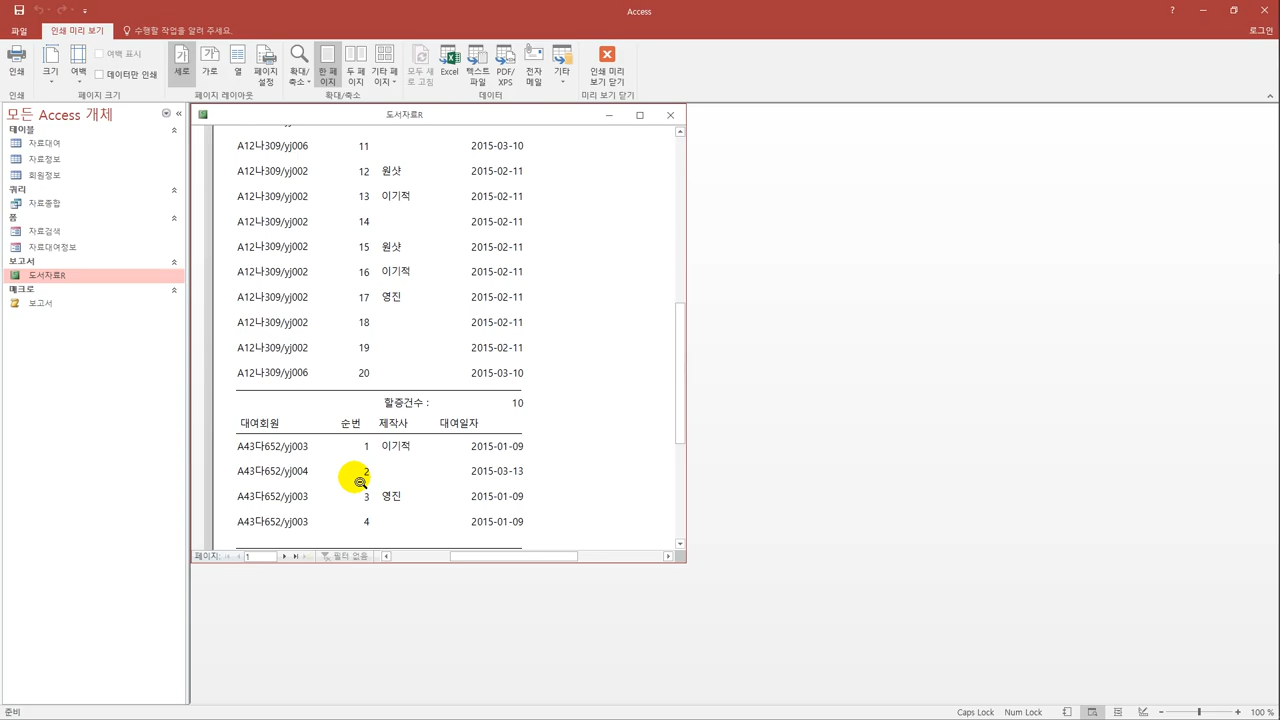 Access
파일
인쇄 미리 보기
수행할 작업을 알려 주세요.
로그인
인쇄
크기
여백
여백 표시
데이터만 인쇄
세로
가로
열
페이지 설정
확대/축소
한 페이지
두 페이지
기타 페이지
모두 새로 고침
Excel
텍스트 파일
PDF/XPS
전자 메일
기타
인쇄 미리 보기 닫기
인쇄
페이지 크기
페이지 레이아웃
확대/축소
데이터
미리 보기 닫기
모든 Access 개체
테이블
자료대여
자료정보
회원정보
쿼리
자료종합
폼
자료검색
자료대여정보
보고서
도서자료R
매크로
보고서
도서자료R
A12나309/yj006 11 2015-03-10
A12나309/yj002 12 원샷 2015-02-11
A12나309/yj002 13 이기적 2015-02-11
A12나309/yj002 14 2015-02-11
A12나309/yj002 15 원샷 2015-02-11
A12나309/yj002 16 이기적 2015-02-11
A12나309/yj002 17 영진 2015-02-11
A12나309/yj002 18 2015-02-11
A12나309/yj002 19 2015-02-11
A12나309/yj006 20 2015-03-10
할증건수 : 10
대여회원 순번 제작사 대여일자
A43다652/yj003 1 이기적 2015-01-09
A43다652/yj004 2 2015-03-13
A43다652/yj003 3 영진 2015-01-09
A43다652/yj003 4 2015-01-09
페이지: 1 필터 없음
준비
Caps Lock Num Lock 100 %